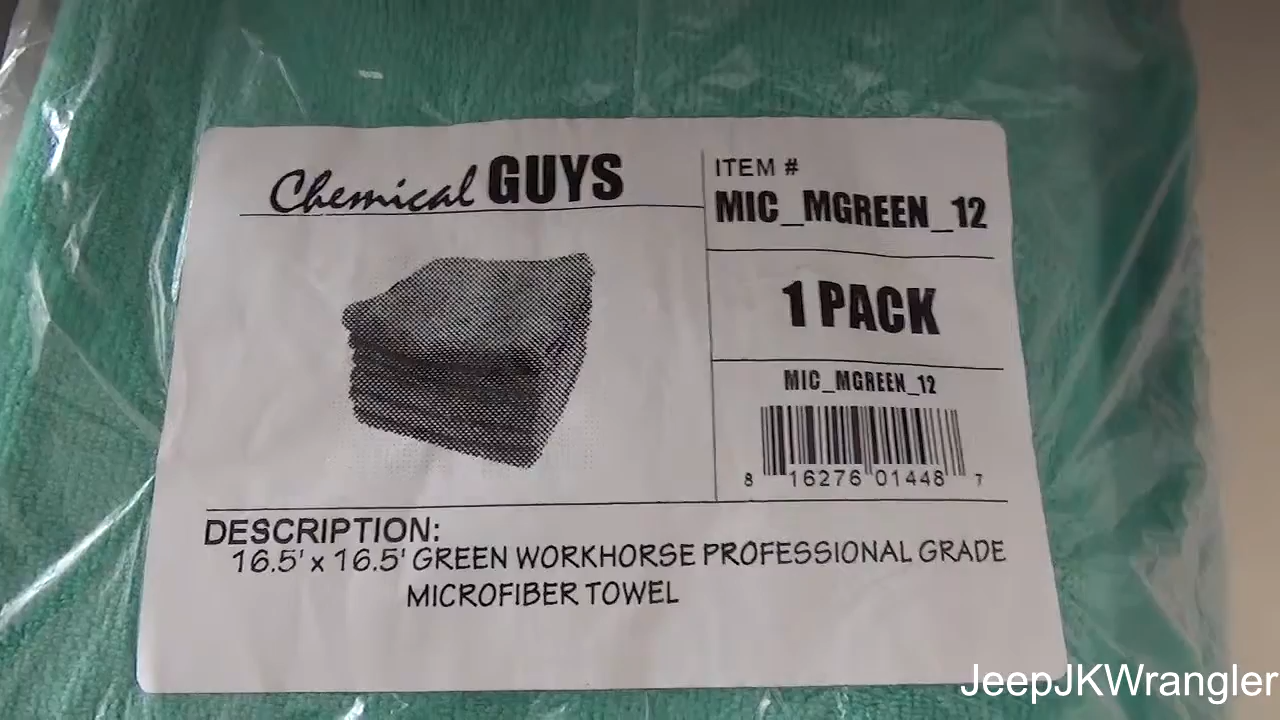 Chemical GUYS
ITEM #
MIC_MGREEN_12
1 PACK
MIC_MGREEN_12
8 16276 01448 7
DESCRIPTION:
16.5' x 16.5' GREEN WORKHORSE PROFESSIONAL GRADE
MICROFIBER TOWEL
JeepJKWrangler